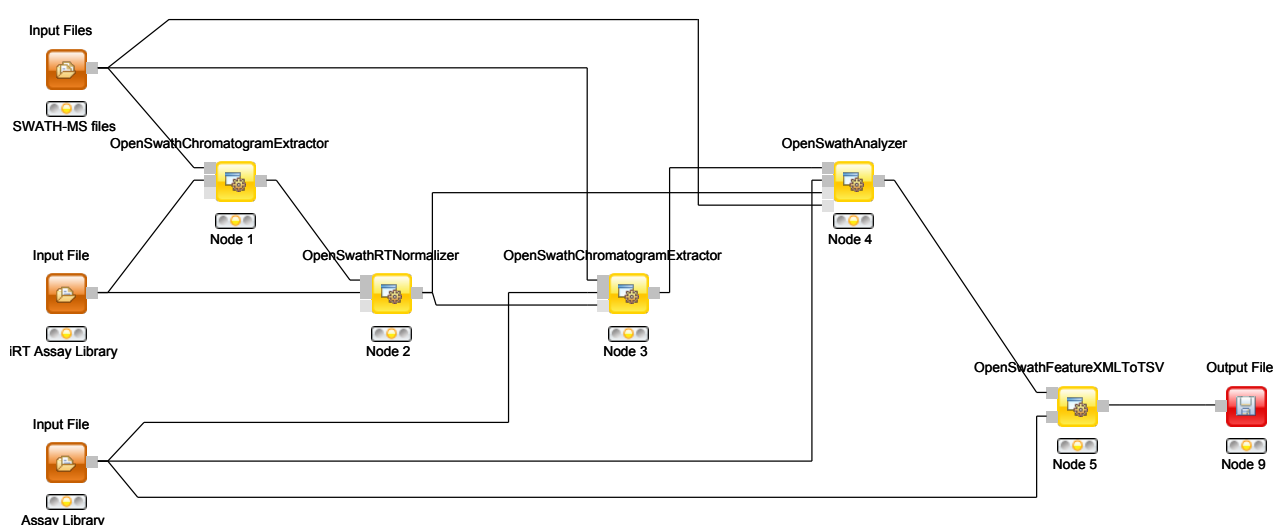 Input Files
SWATH-MS files
OpenSwathChromatogramExtractor
OpenSwathAnalyzer
Node 1
Node 4
Input File
OpenSwathRTNormalizer
OpenSwathChromatogramExtractor
iRT Assay Library
Node 2
Node 3
OpenSwathFeatureXMLToTSV
Output File
Input File
Node 5
Node 9
Assay Library